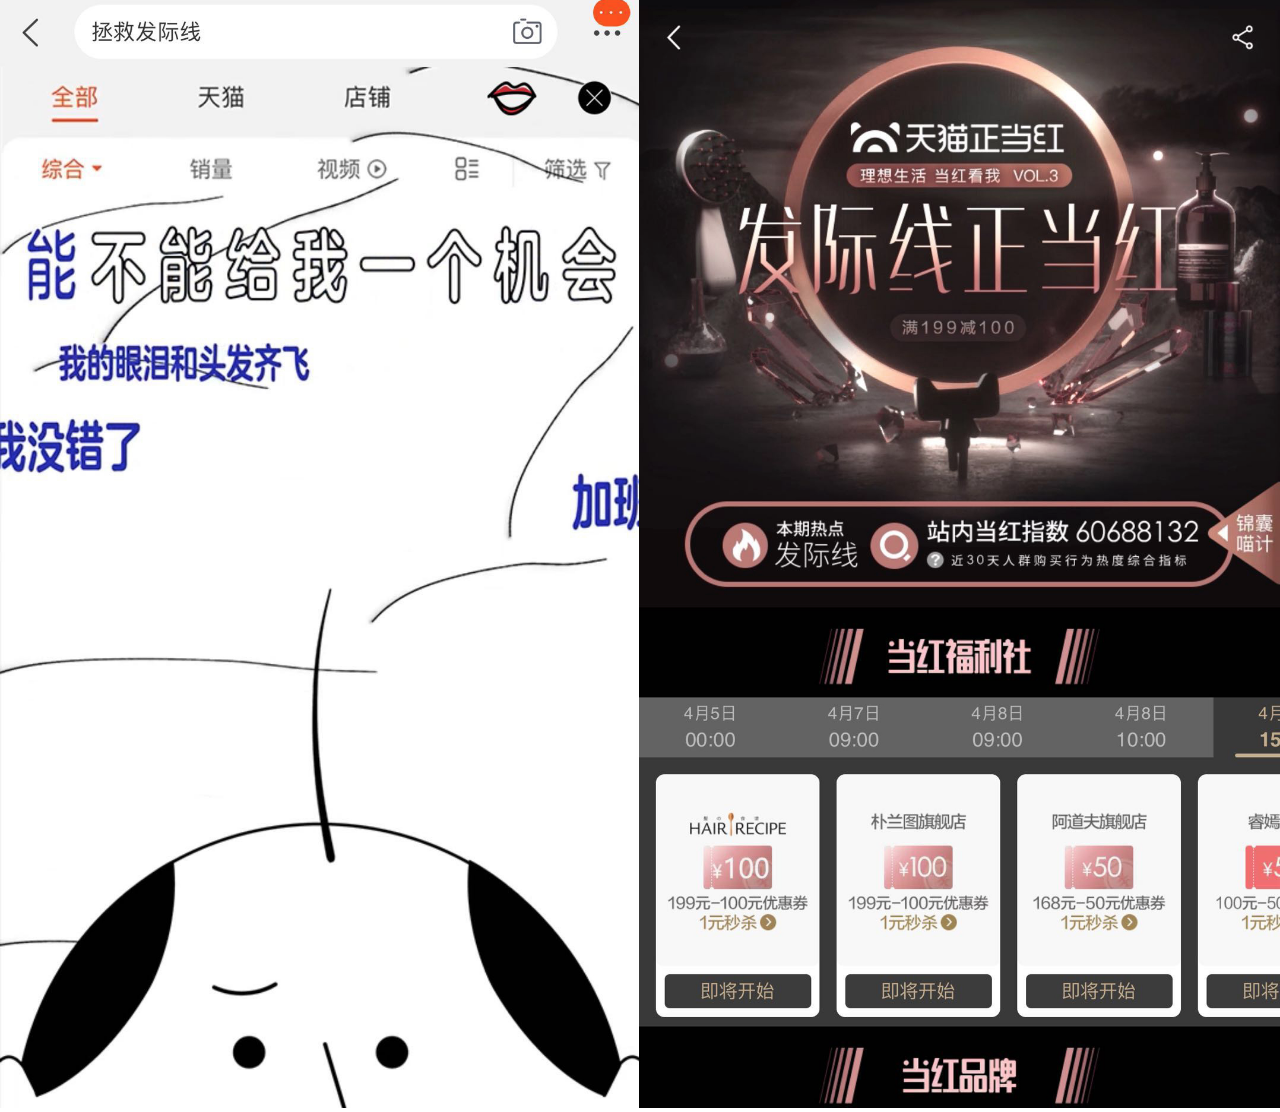 拯救发际线
全部 天猫 店铺
综合 销量 视频 筛选
能不能给我一个机会
我的眼泪和头发齐飞
我没错了
加班
天猫正当红
理想生活 当红看我 VOL.3
发际线正当红
满199减100
本期热点
发际线
站内当红指数 60688132
? 近30天人群购买行为热度综合指标
锦囊
喵计
当红福利社
4月5日 4月7日 4月8日 4月8日 4月
00:00 09:00 09:00 10:00 15
HAIR RECIPE 朴兰图旗舰店 阿道夫旗舰店 睿嫣
¥100 ¥100 ¥50 ¥5
199元-100元优惠券 199元-100元优惠券 168元-50元优惠券 100元-50
1元秒杀 1元秒杀 1元秒杀 1元秒
即将开始 即将开始 即将开始 即将
当红品牌